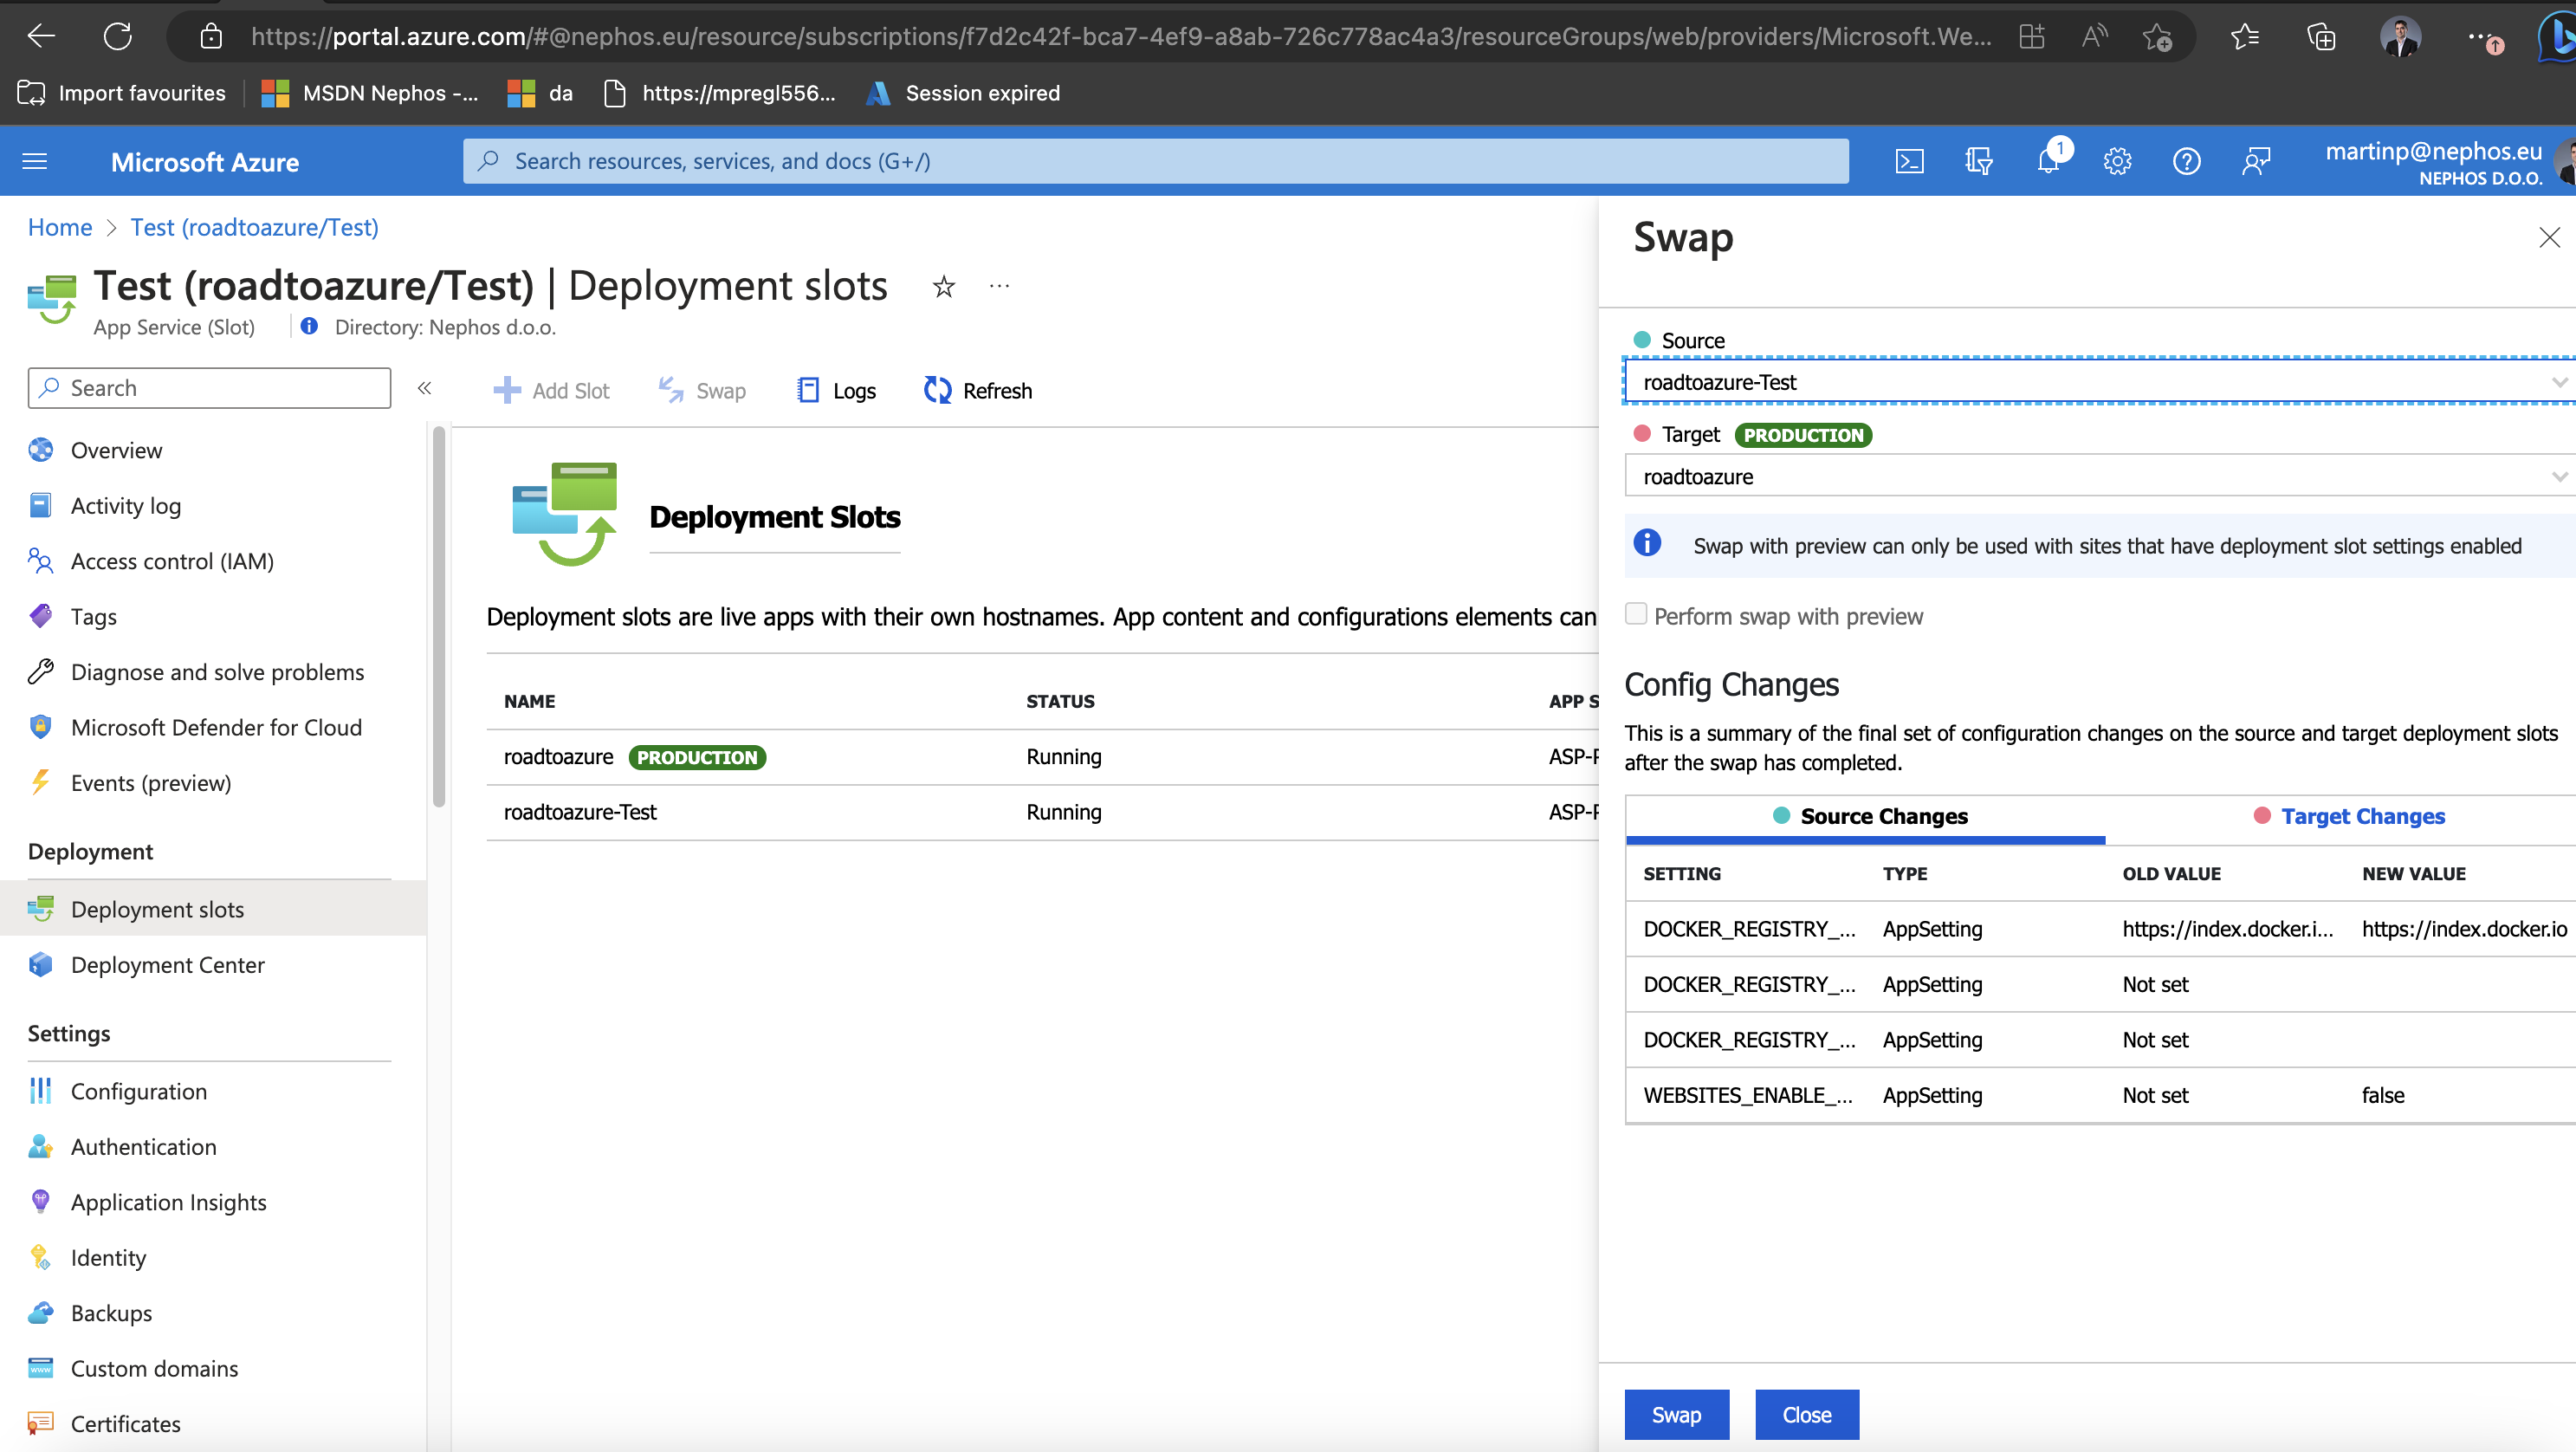 https://portal.azure.com/#@nephos.eu/resource/subscriptions/f7d2c42f-bca7-4ef9-a8ab-726c778ac4a3/resourceGroups/web/providers/Microsoft.We...
Import favourites
MSDN Nephos -...
da
https://mpregl556...
Session expired
Microsoft Azure
Search resources, services, and docs (G+/)
1
martinp@nephos.eu
NEPHOS D.O.O.
Home > Test (roadtoazure/Test)
Test (roadtoazure/Test) | Deployment slots
App Service (Slot)
Directory: Nephos d.o.o.
Search
Overview
Activity log
Access control (IAM)
Tags
Diagnose and solve problems
Microsoft Defender for Cloud
Events (preview)
Deployment
Deployment slots
Deployment Center
Settings
Configuration
Authentication
Application Insights
Identity
Backups
Custom domains
Certificates
Add Slot
Swap
Logs
Refresh
Deployment Slots
Deployment slots are live apps with their own hostnames. App content and configurations elements can
NAME STATUS APP S
roadtoazure PRODUCTION Running ASP-
roadtoazure-Test Running ASP-
Swap
Source
roadtoazure-Test
Target PRODUCTION
roadtoazure
Swap with preview can only be used with sites that have deployment slot settings enabled
Perform swap with preview
Config Changes
This is a summary of the final set of configuration changes on the source and target deployment slots
after the swap has completed.
Source Changes Target Changes
SETTING TYPE OLD VALUE NEW VALUE
DOCKER_REGISTRY_... AppSetting https://index.docker.i... https://index.docker.io
DOCKER_REGISTRY_... AppSetting Not set
DOCKER_REGISTRY_... AppSetting Not set
WEBSITES_ENABLE_... AppSetting Not set false
Swap
Close